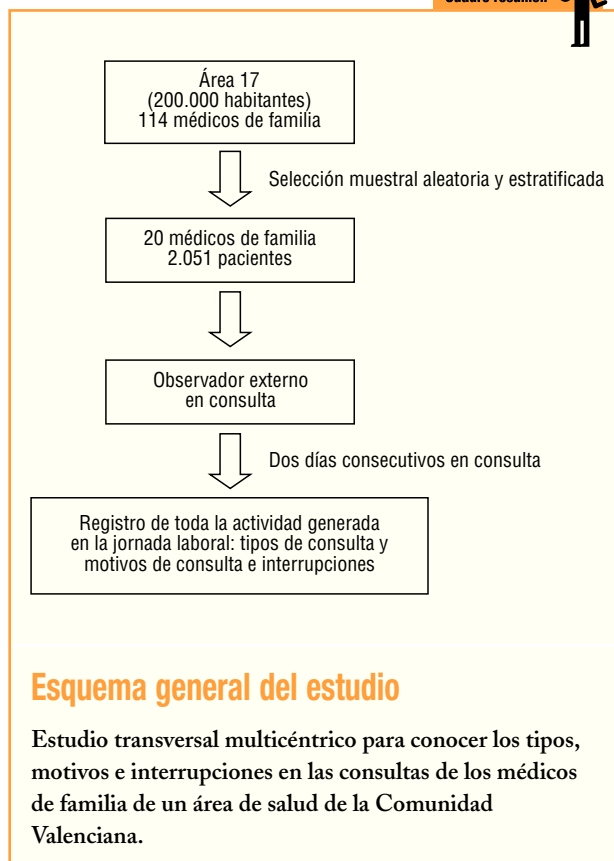 Cuadro resumen
Área 17
(200.000 habitantes)
114 médicos de familia
Selección muestral aleatoria y estratificada
20 médicos de familia
2.051 pacientes
Observador externo
en consulta
Dos días consecutivos en consulta
Registro de toda la actividad generada
en la jornada laboral: tipos de consulta y
motivos de consulta e interrupciones
Esquema general del estudio
Estudio transversal multicéntrico para conocer los tipos,
motivos e interrupciones en las consultas de los médicos
de familia de un área de salud de la Comunidad
Valenciana.